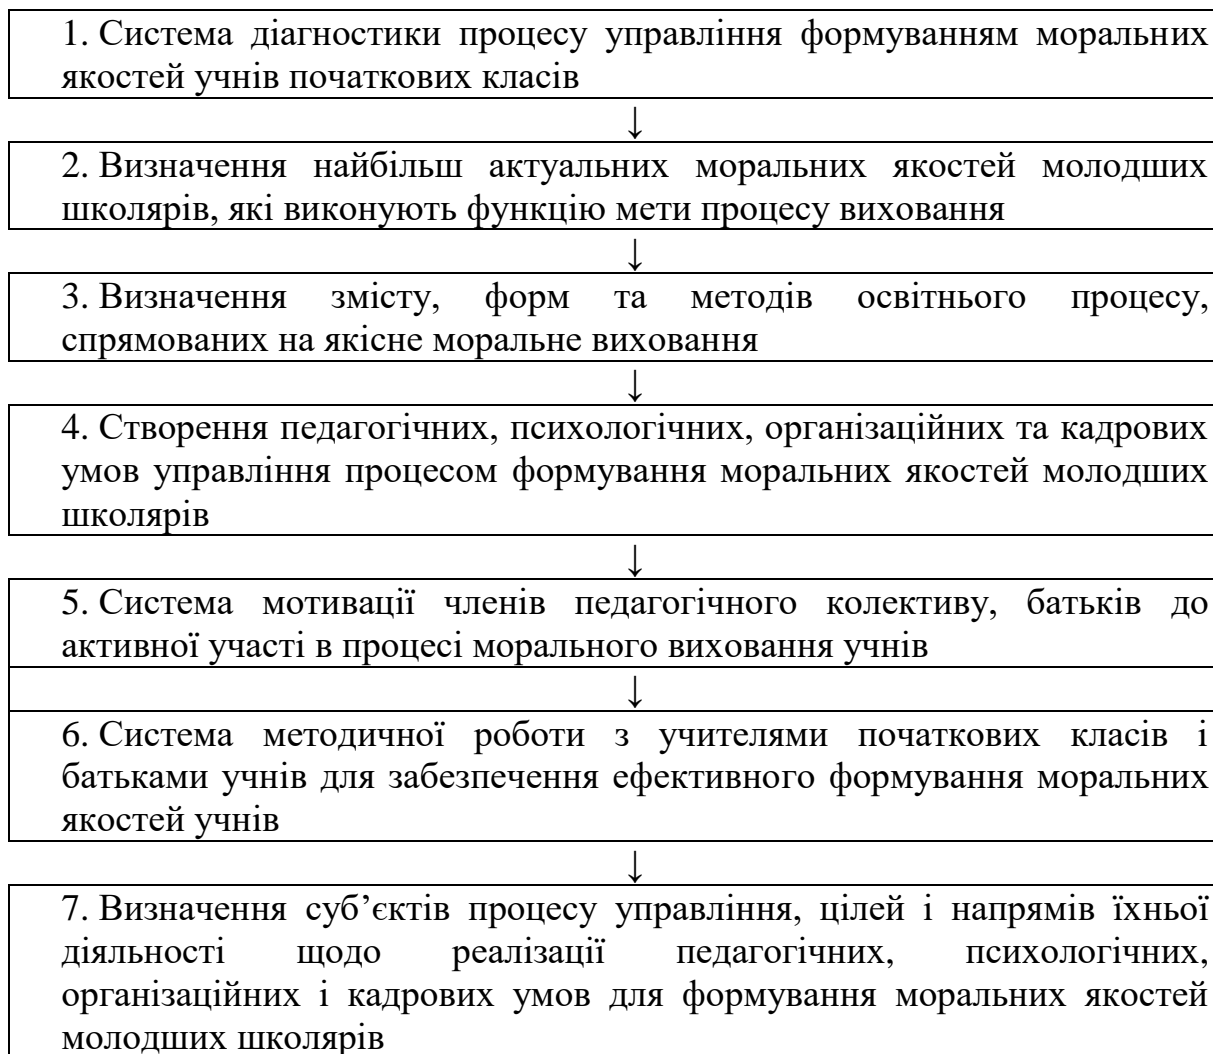 1. Система діагностики процесу управління формуванням моральних
якостей учнів початкових класів
↓
2. Визначення найбільш актуальних моральних якостей молодших
школярів, які виконують функцію мети процесу виховання
↓
3. Визначення змісту, форм та методів освітнього процесу,
спрямованих на якісне моральне виховання
↓
4. Створення педагогічних, психологічних, організаційних та кадрових
умов управління процесом формування моральних якостей молодших
школярів
↓
5. Система мотивації членів педагогічного колективу, батьків до
активної участі в процесі морального виховання учнів
↓
6. Система методичної роботи з учителями початкових класів і
батьками учнів для забезпечення ефективного формування моральних
якостей учнів
↓
7. Визначення суб’єктів процесу управління, цілей і напрямів їхньої
діяльності щодо реалізації педагогічних, психологічних,
організаційних і кадрових умов для формування моральних якостей
молодших школярів